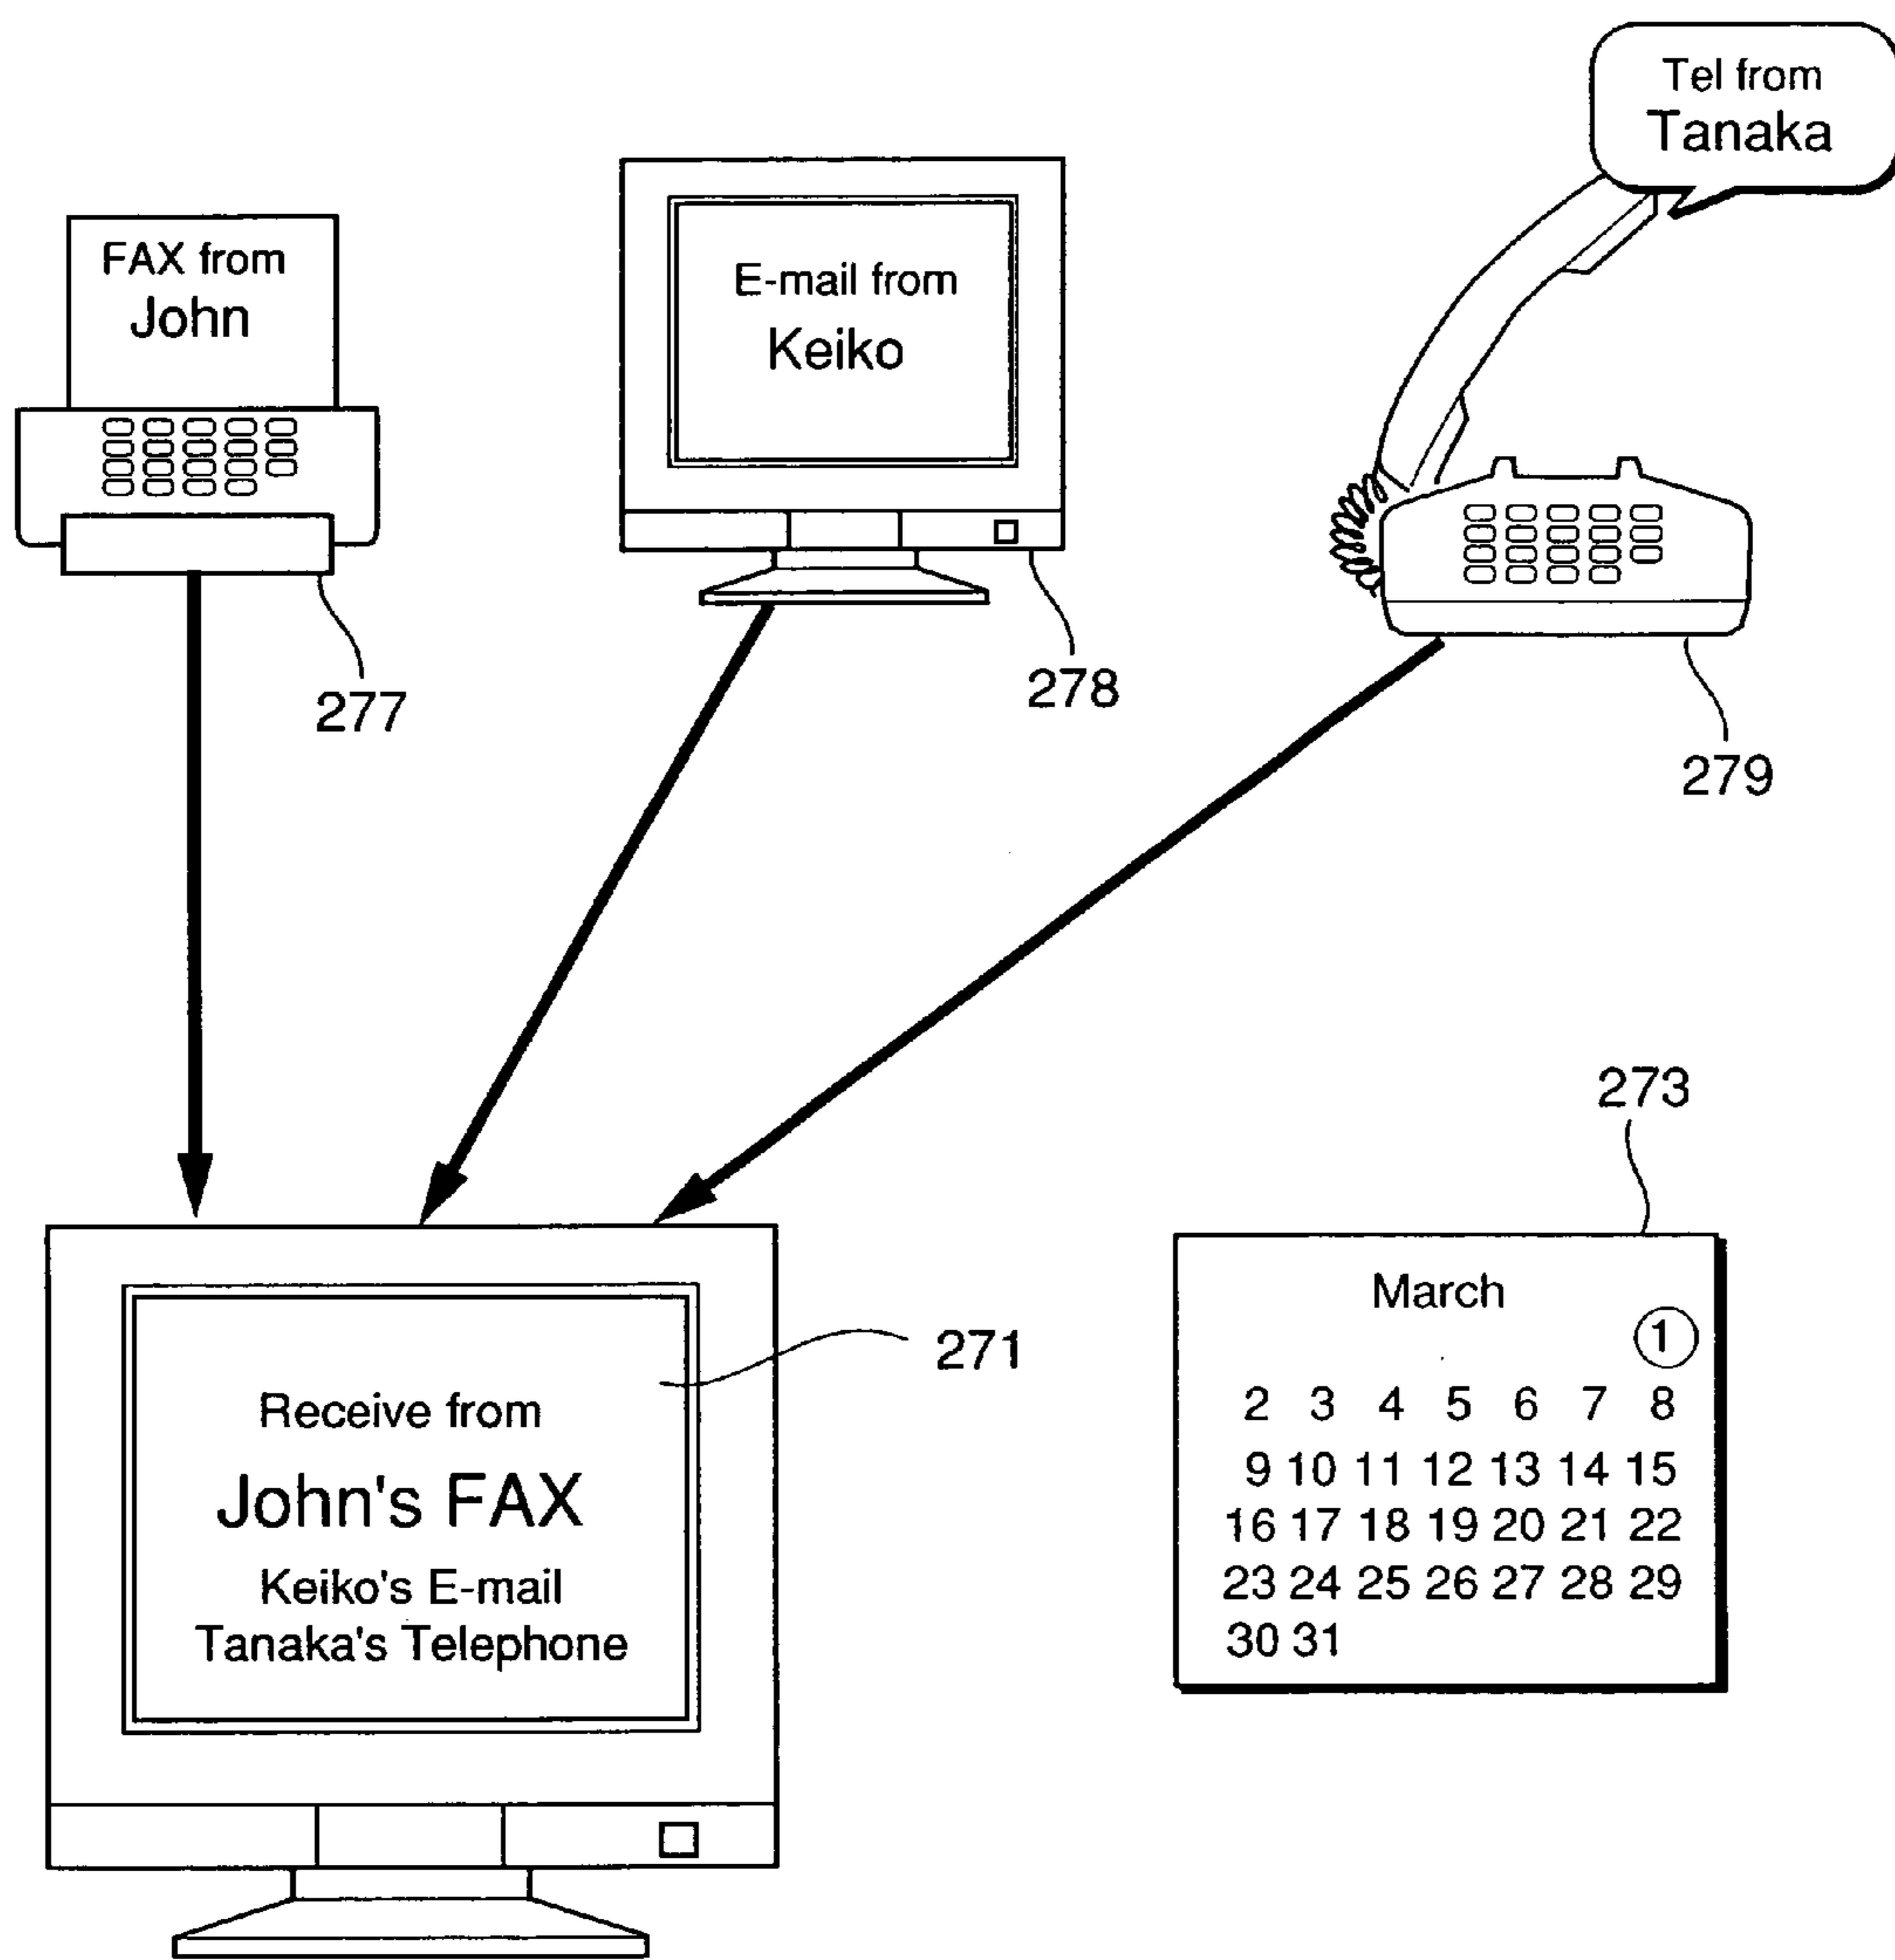 Tel from
Tanaka
FAX from
John
E-mail from
Keiko
277
278
279
273
271
Receive from
John's FAX
Keiko's E-mail
Tanaka's Telephone
March
1
2 3 4 5 6 7 8
9 10 11 12 13 14 15
16 17 18 19 20 21 22
23 24 25 26 27 28 29
30 31